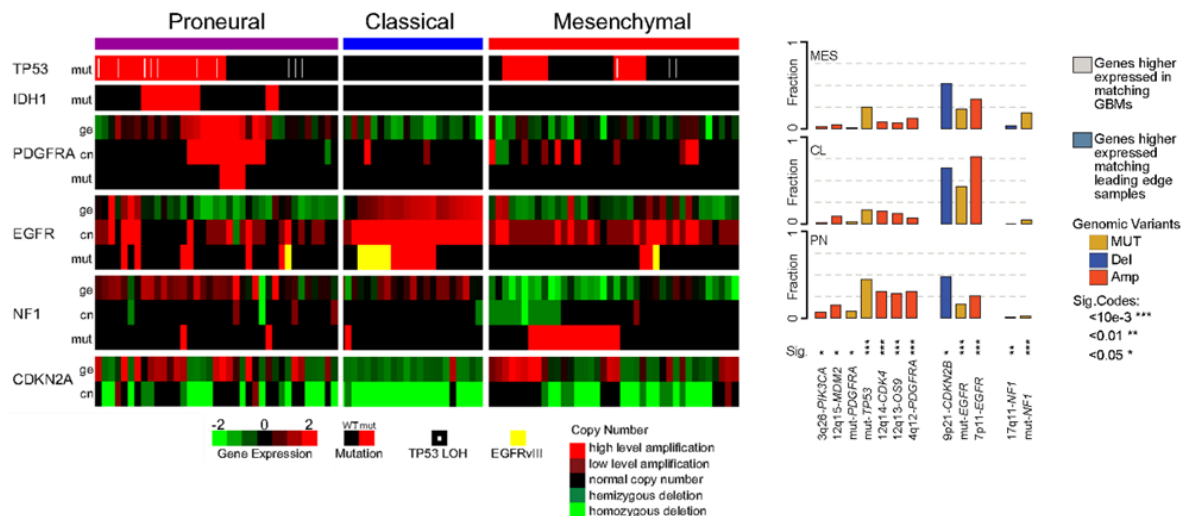 Proneural
Classical
Mesenchymal
TP53 mut
IDH1 mut
ge
PDGFRA cn
mut
ge
EGFR cn
mut
ge
NF1 cn
mut
CDKN2A ge
cn
-2 0 2
Gene Expression
WT mut
Mutation
TP53 LOH
EGFRvIII
Copy Number
high level amplification
low level amplification
normal copy number
hemizygous deletion
homozygous deletion
1
MES
Fraction
0
1
CL
Fraction
0
1
PN
Fraction
0
Sig. * * * *** *** *** *** * *** *** ** ***
3q26-PIK3CA
12q15-MDM2
mut-PDGFRA
mut-TP53
12q14-CDK4
12q13-OS9
4q12-PDGFRA
9p21-CDKN2B
mut-EGFR
7p11-EGFR
17q11-NF1
mut-NF1
Genes higher
expressed in
matching
GBMs
Genes higher
expressed
matching
leading edge
samples
Genomic Variants
MUT
Del
Amp
Sig.Codes:
<10e-3 ***
<0.01 **
<0.05 *